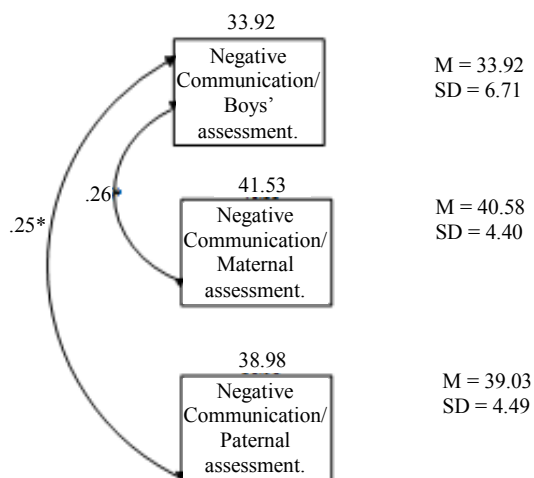 33.92
Negative
Communication/
Boys'
assessment.
M = 33.92
SD = 6.71
.26
.25*
41.53
Negative
Communication/
Maternal
assessment.
M = 40.58
SD = 4.40
38.98
Negative
Communication/
Paternal
assessment.
M = 39.03
SD = 4.49